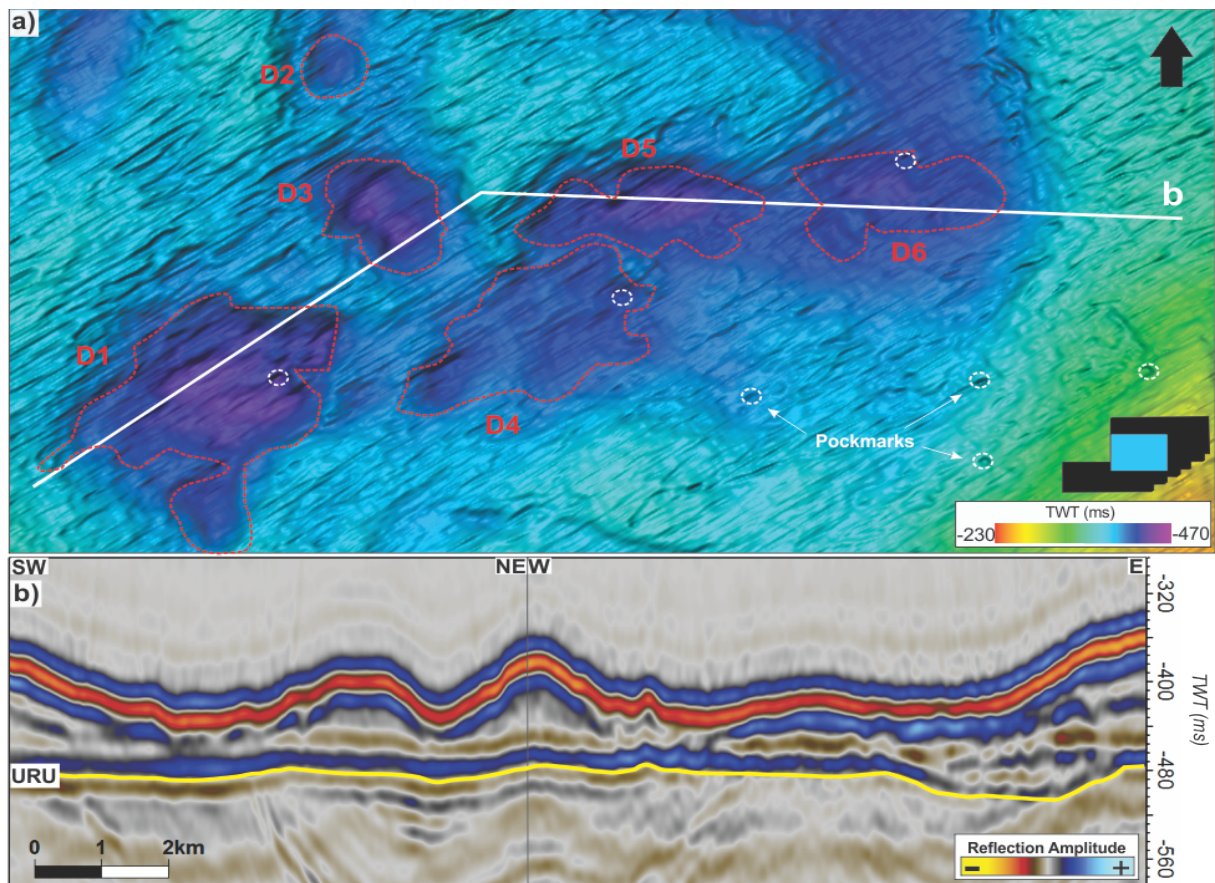 a)
D2
D5
D3
b
D6
D1
D4
Pockmarks
TWT (ms)
-230
-470
SW
NE W
E
b)
-320
-400
TWT (ms)
URU
-480
0 1 2km
Reflection Amplitude
- +
-560